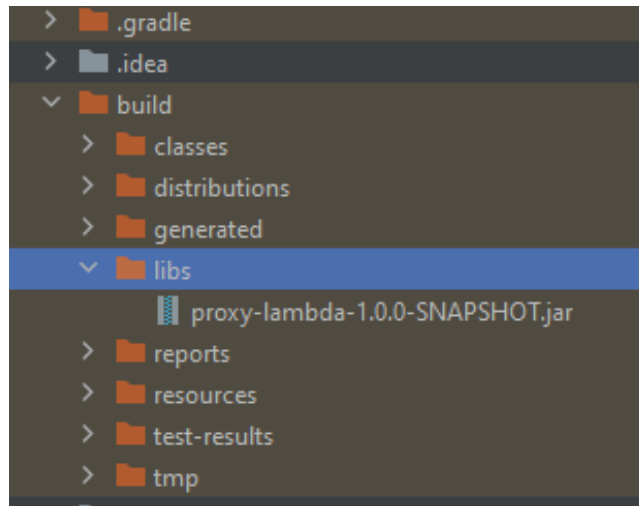 .gradle
.idea
build
classes
distributions
generated
libs
proxy-lambda-1.0.0-SNAPSHOT.jar
reports
resources
test-results
tmp